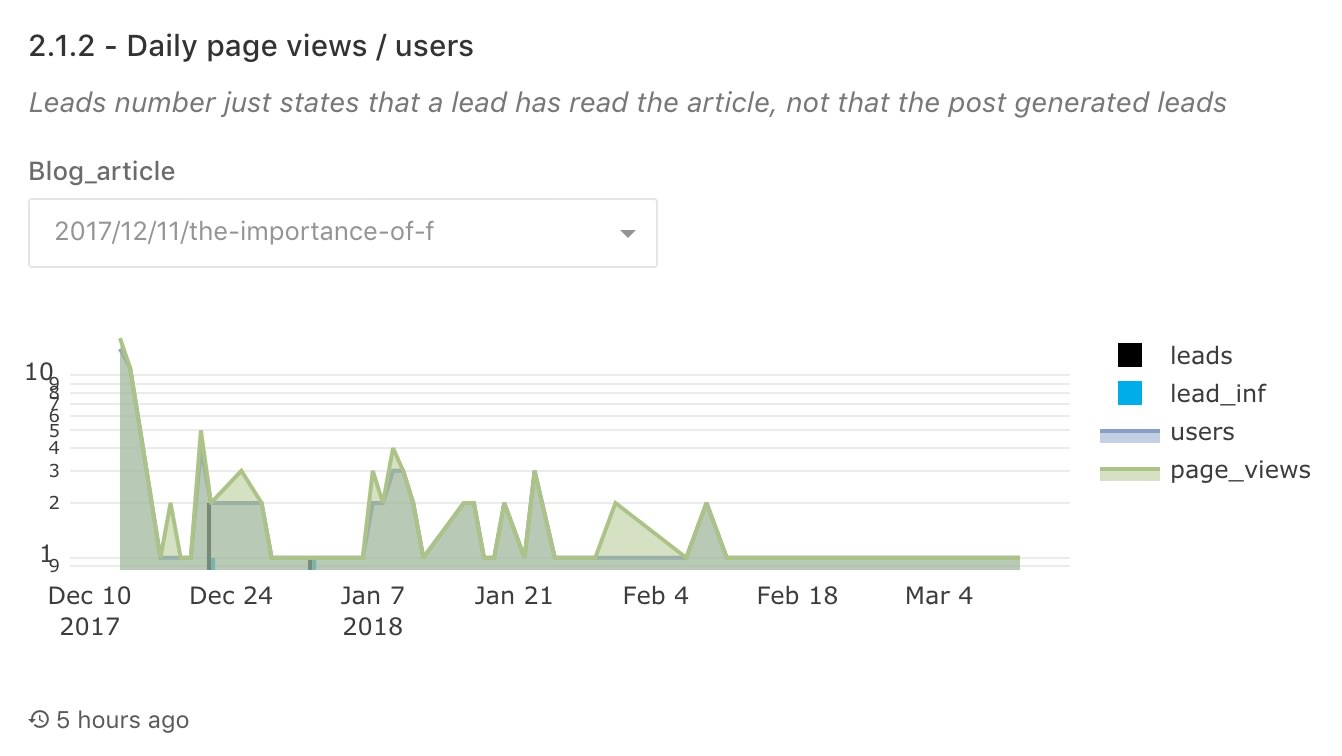 2.1.2 - Daily page views / users
Leads number just states that a lead has read the article, not that the post generated leads
Blog_article
2017/12/11/the-importance-of-f
10
9
8
7
6
5
4
3
2
1
9
Dec 10 Dec 24 Jan 7 Jan 21 Feb 4 Feb 18 Mar 4
2017 2018
leads
lead_inf
users
page_views
5 hours ago